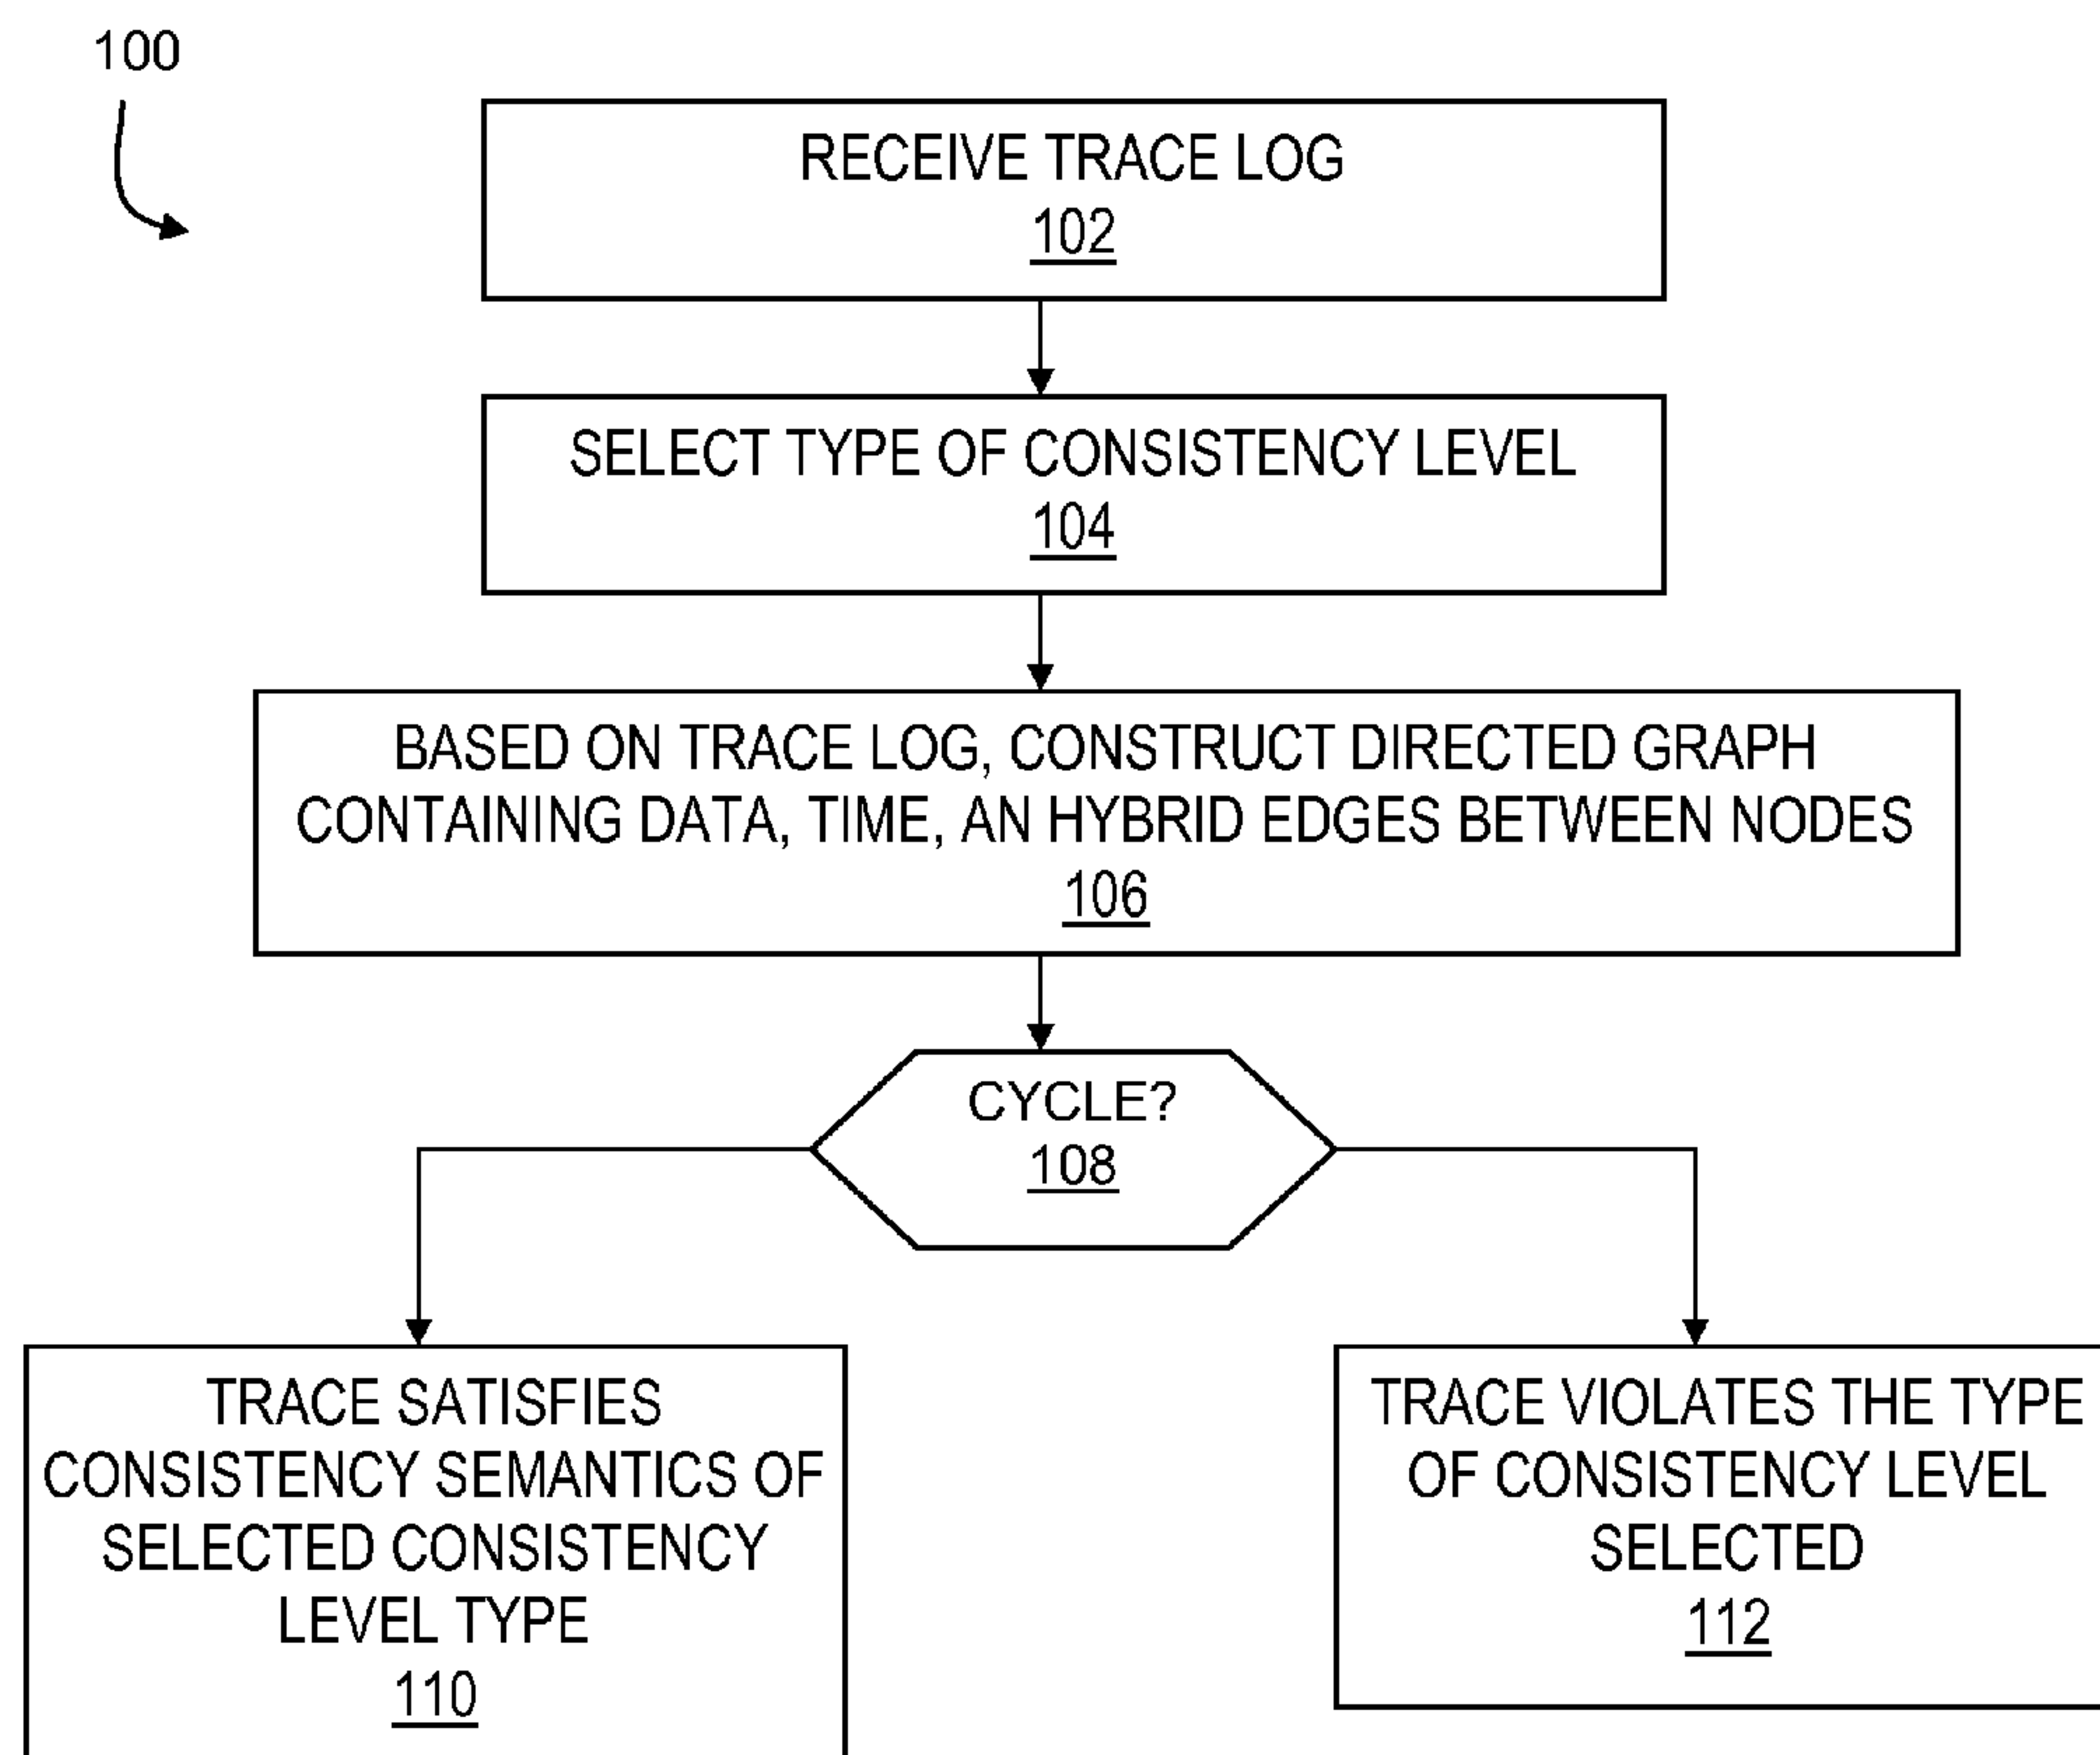 100
RECEIVE TRACE LOG
102
SELECT TYPE OF CONSISTENCY LEVEL
104
BASED ON TRACE LOG, CONSTRUCT DIRECTED GRAPH
CONTAINING DATA, TIME, AN HYBRID EDGES BETWEEN NODES
106
CYCLE?
108
TRACE SATISFIES
CONSISTENCY SEMANTICS OF
SELECTED CONSISTENCY
LEVEL TYPE
110
TRACE VIOLATES THE TYPE
OF CONSISTENCY LEVEL
SELECTED
112